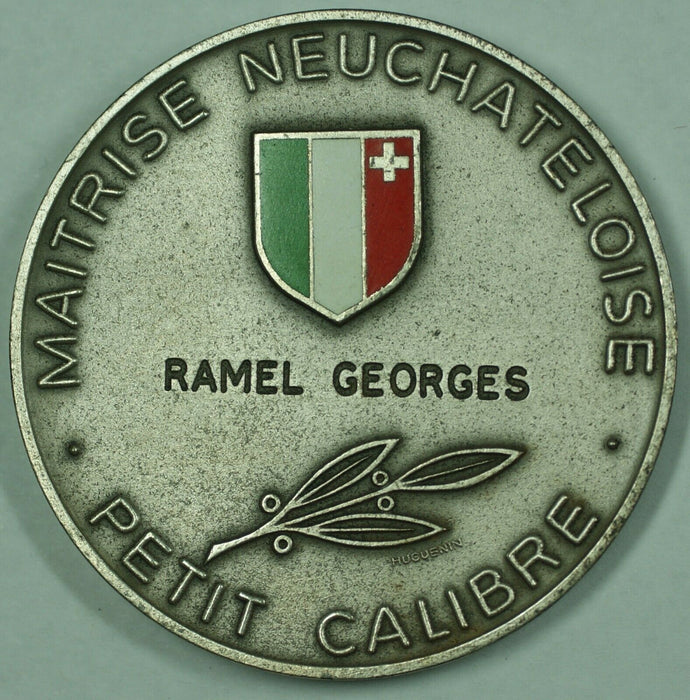 MAITRISE NEUCHATELOISE
RAMEL GEORGES
HUGUENIN
· PETIT CALIBRE ·